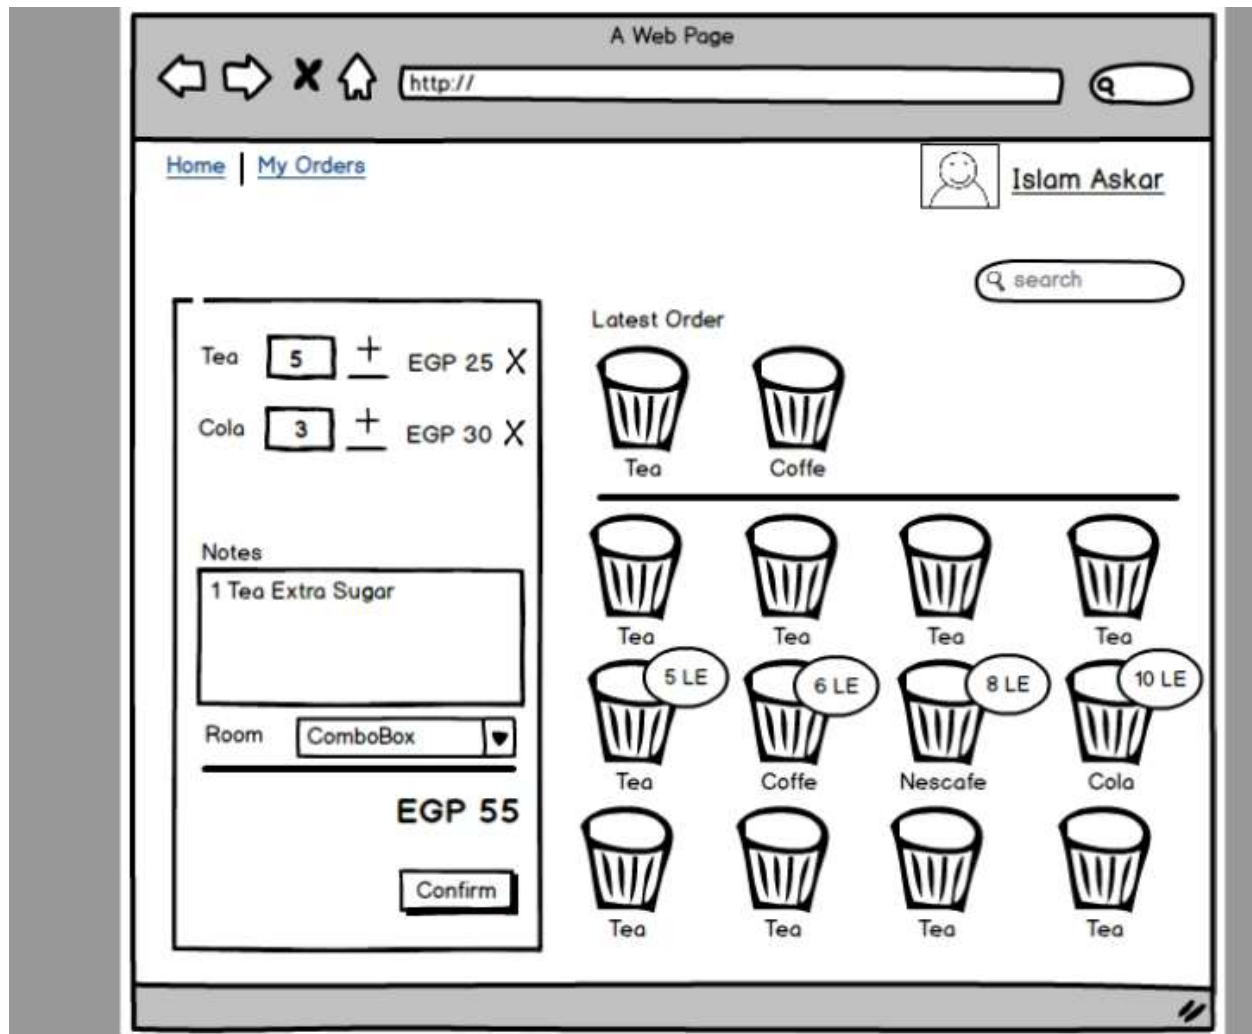 A Web Page
http://
Home | My Orders
Islam Askar
search
Tea 5 + EGP 25 X
Cola 3 + EGP 30 X
Notes
1 Tea Extra Sugar
Room ComboBox
EGP 55
Confirm
Latest Order
Tea Coffe
Tea Tea Tea Tea
5 LE 6 LE 8 LE 10 LE
Tea Coffe Nescafe Cola
Tea Tea Tea Tea